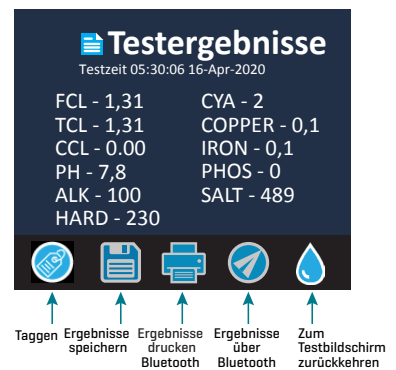 Testergebnisse
Testzeit 05:30:06 16-Apr-2020
FCL - 1,31
TCL - 1,31
CCL - 0.00
PH - 7,8
ALK - 100
HARD - 230
CYA - 2
COPPER - 0,1
IRON - 0,1
PHOS - 0
SALT - 489
Taggen
Ergebnisse
speichern
Ergebnisse
drucken
Bluetooth
Ergebnisse
über
Bluetooth
Zum
Testbildschirm
zurückkehren